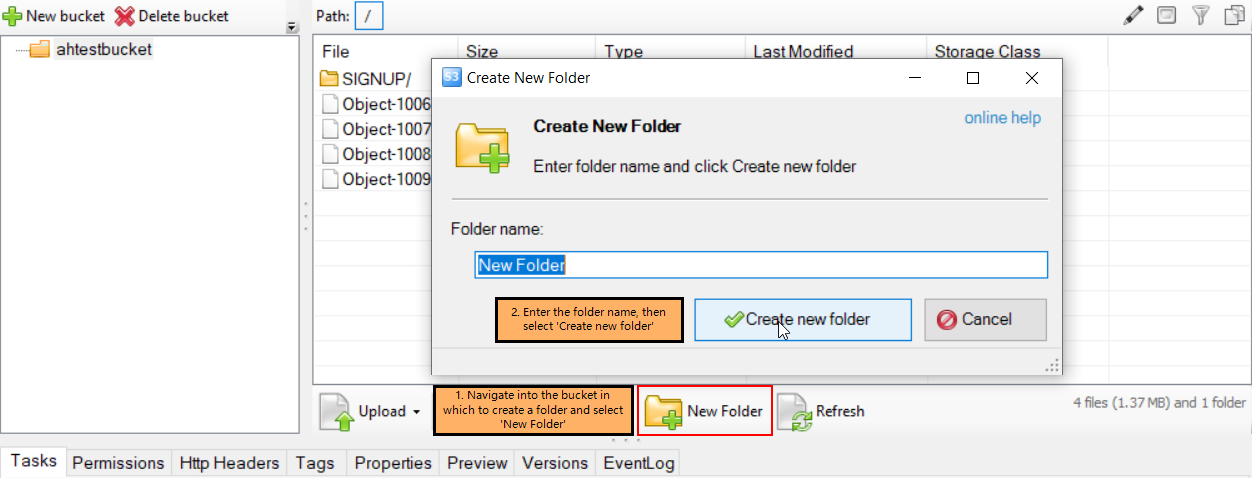 New bucket Delete bucket
Path: /
ahtestbucket
File Size Type Last Modified Storage Class
SIGNUP/
Object-1006
Object-1007
Object-1008
Object-1009
S3 Create New Folder
online help
Create New Folder
Enter folder name and click Create new folder
Folder name:
New Folder
2. Enter the folder name, then
select 'Create new folder'
Create new folder
Cancel
Upload
1. Navigate into the bucket in
which to create a folder and select
'New Folder'
New Folder
Refresh
4 files (1.37 MB) and 1 folder
Tasks Permissions Http Headers Tags Properties Preview Versions EventLog